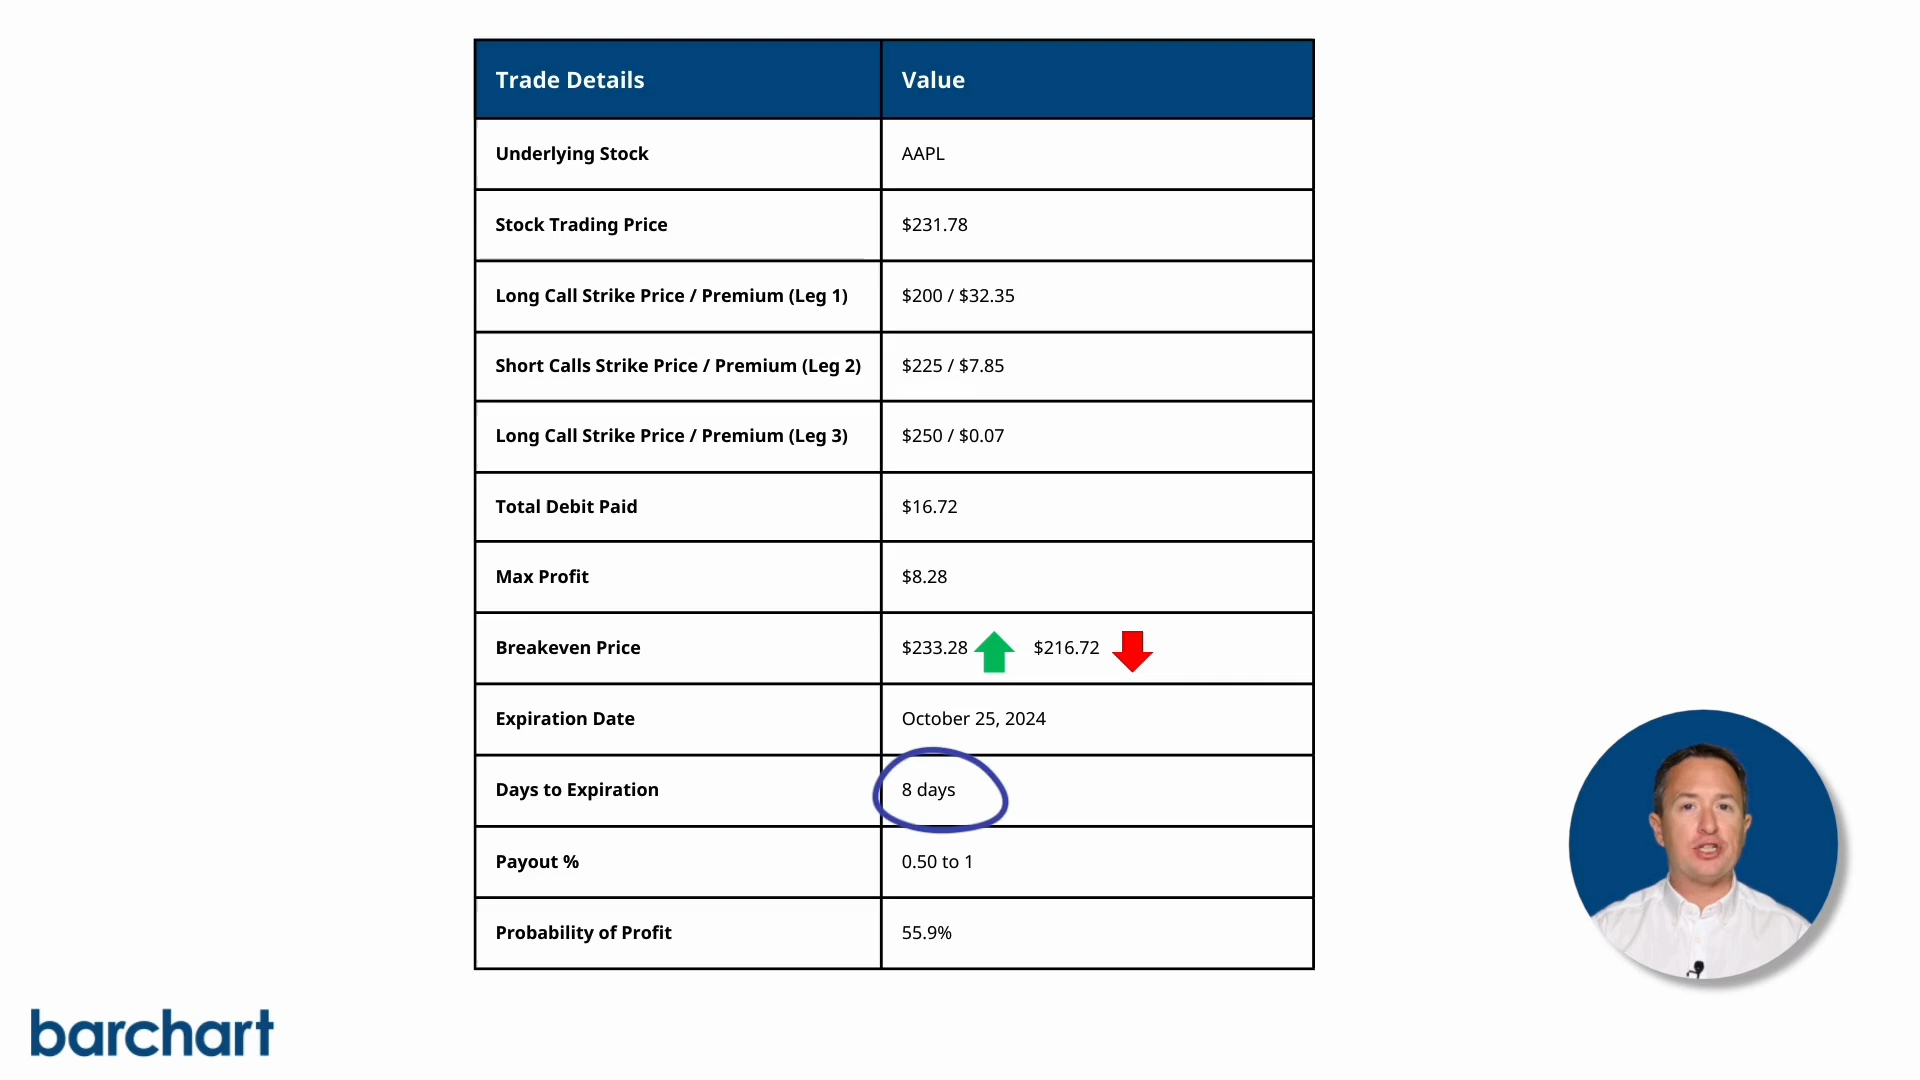 Trade Details Value
Underlying Stock AAPL
Stock Trading Price $231.78
Long Call Strike Price / Premium (Leg 1) $200 / $32.35
Short Calls Strike Price / Premium (Leg 2) $225 / $7.85
Long Call Strike Price / Premium (Leg 3) $250 / $0.07
Total Debit Paid $16.72
Max Profit $8.28
Breakeven Price $233.28 $216.72
Expiration Date October 25, 2024
Days to Expiration 8 days
Payout % 0.50 to 1
Probability of Profit 55.9%
barchart